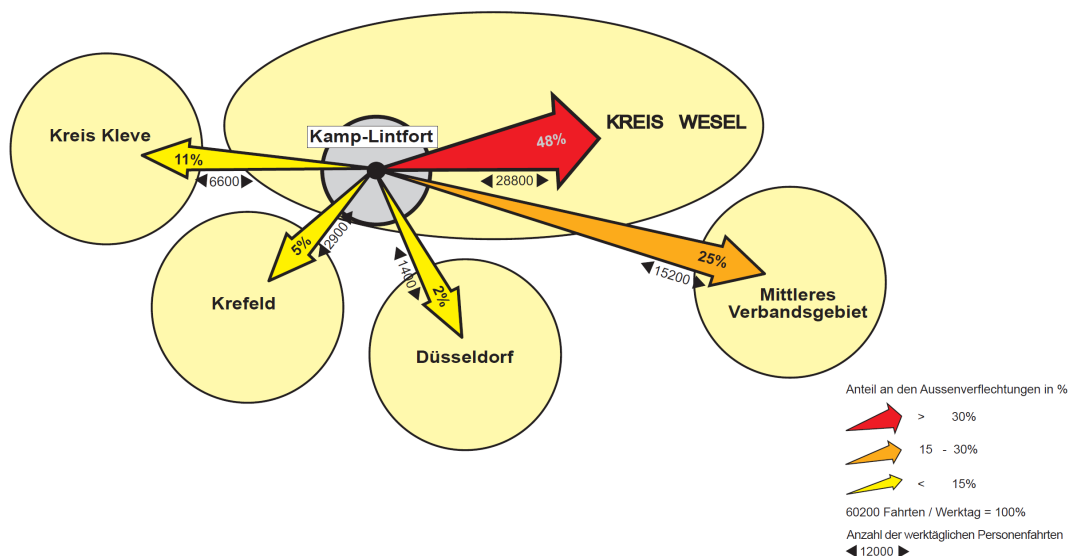 Kreis Kleve
Kamp-Lintfort
KREIS WESEL
48%
11%
6600
28800
5%
2900
1400
2%
25%
15200
Krefeld
Düsseldorf
Mittleres
Verbandsgebiet
Anteil an den Aussenverflechtungen in %
> 30%
15 - 30%
< 15%
60200 Fahrten / Werktag = 100%
Anzahl der werktäglichen Personenfahrten
12000